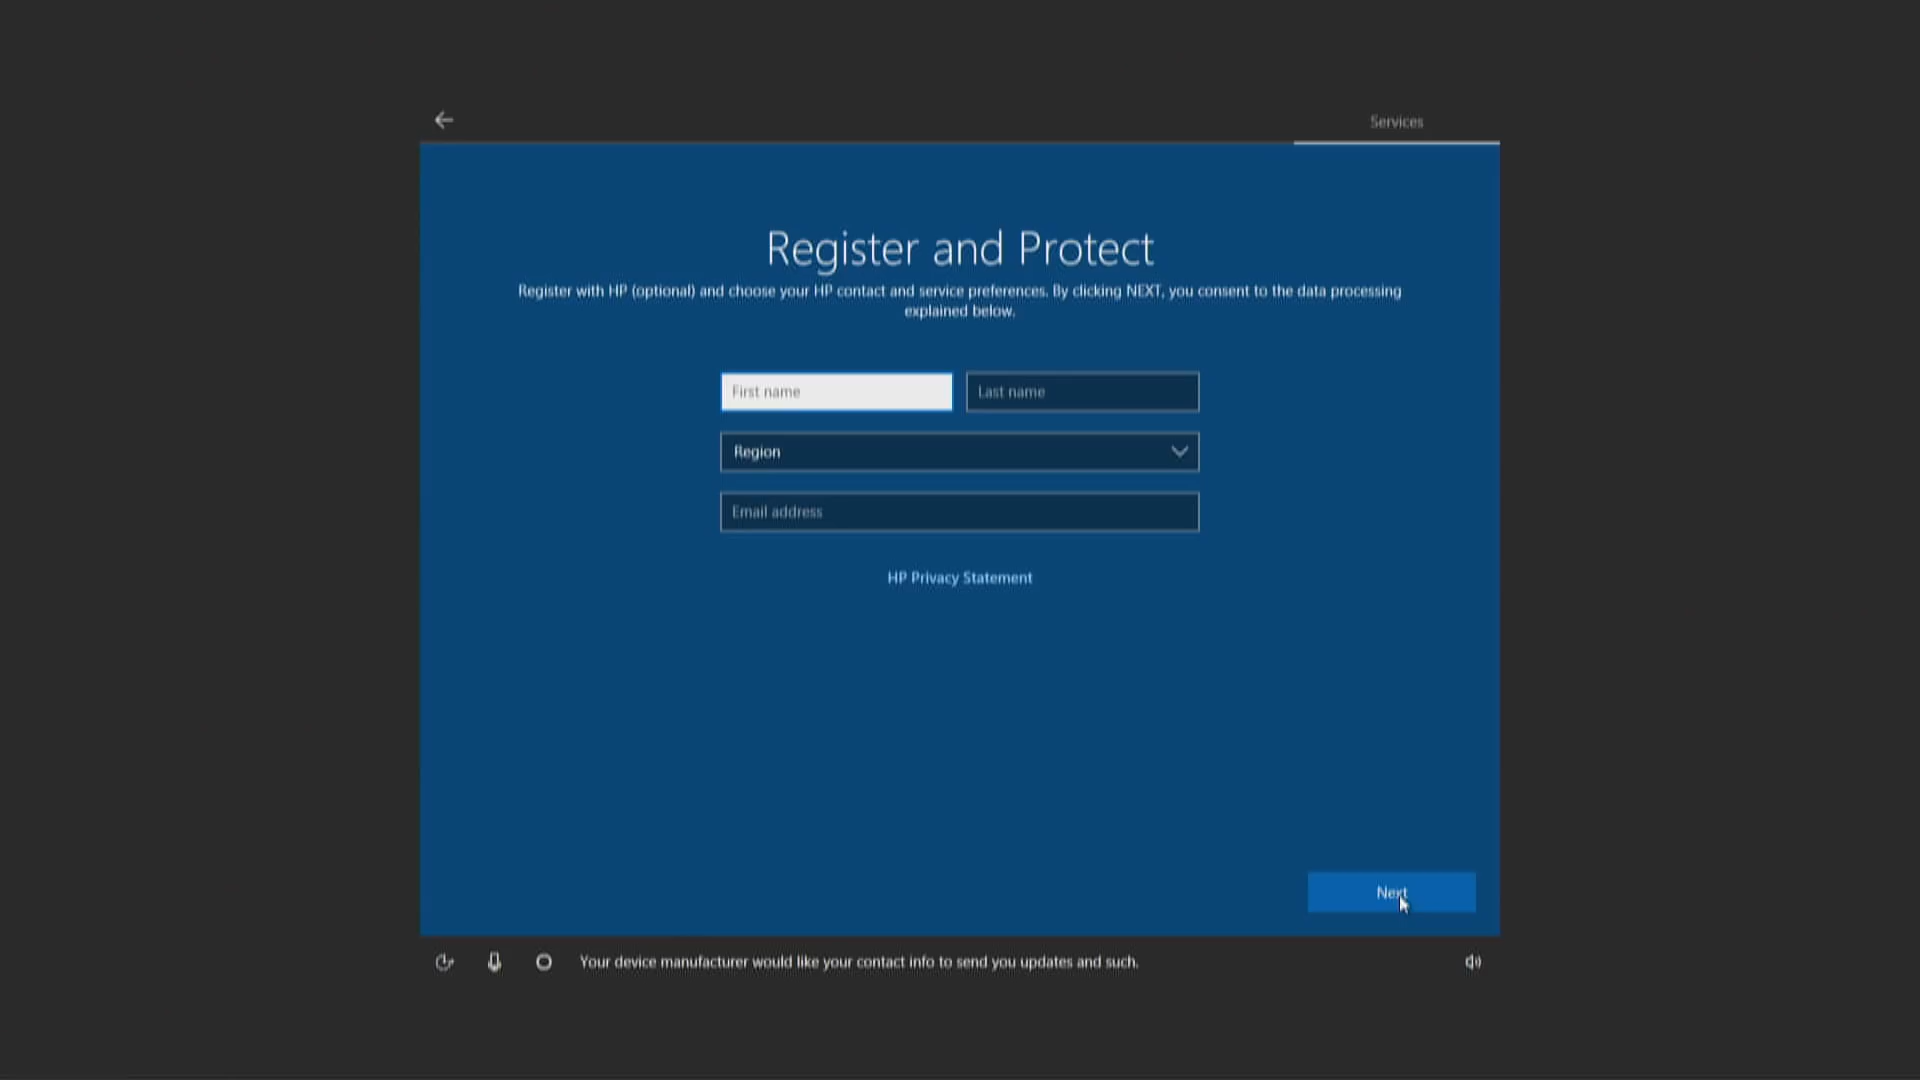 Services
Register and Protect
Register with HP (optional) and choose your HP contact and service preferences. By clicking NEXT, you consent to the data processing
explained below.
First name
Last name
Region
Email address
HP Privacy Statement
Next
Your device manufacturer would like your contact info to send you updates and such.